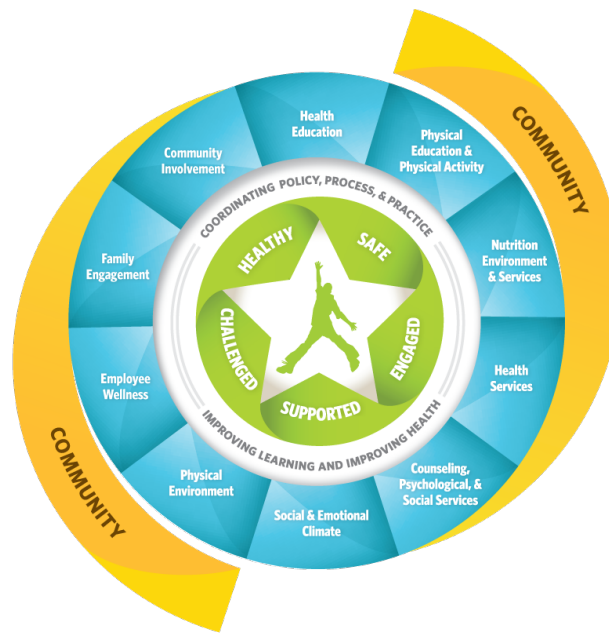 COMMUNITY
Health
Education
Physical
Education &
Physical Activity
Nutrition
Environment
& Services
Health
Services
Counseling,
Psychological, &
Social Services
Social & Emotional
Climate
Physical
Environment
Employee
Wellness
Family
Engagement
Community
Involvement
COORDINATING POLICY, PROCESS, & PRACTICE
IMPROVING LEARNING AND IMPROVING HEALTH
HEALTHY
SAFE
ENGAGED
SUPPORTED
CHALLENGED
COMMUNITY